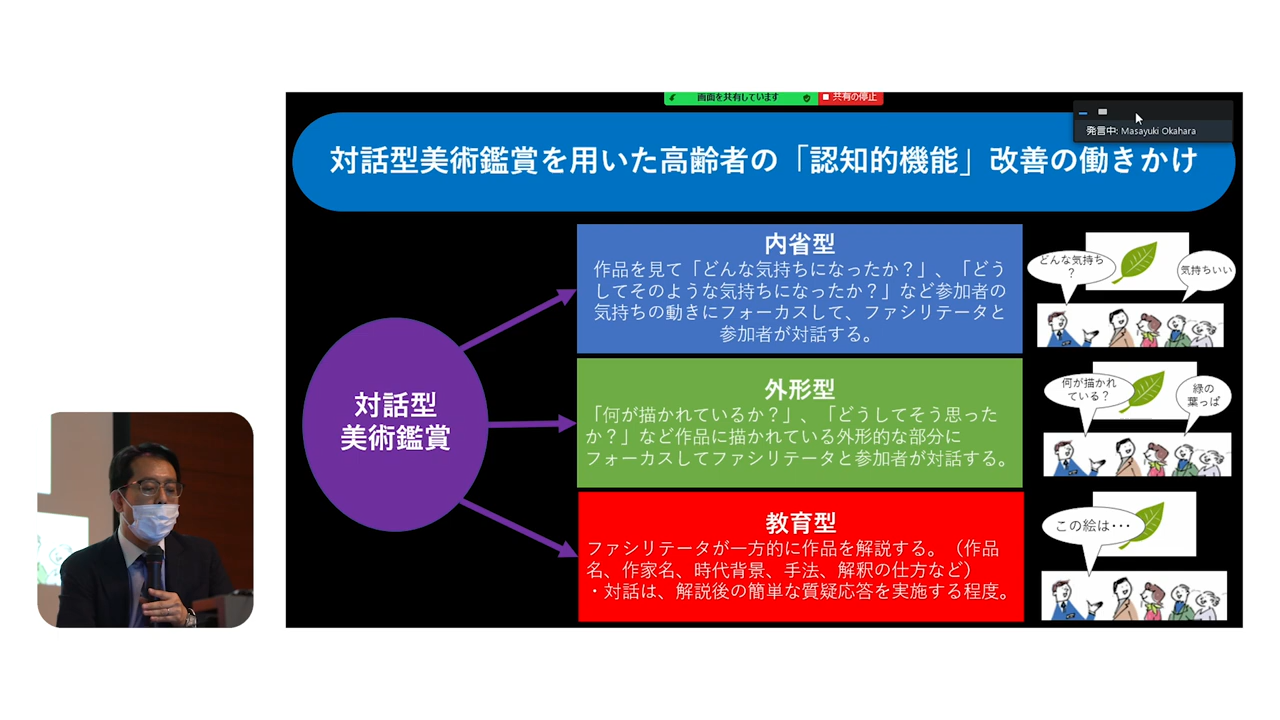 画面を共有しています
共有の停止
発言中: Masayuki Okahara
対話型美術鑑賞を用いた高齢者の「認知的機能」改善の働きかけ
対話型
美術鑑賞
内省型
作品を見て「どんな気持ちになったか？」、「どう
してそのような気持ちになったか？」など参加者の
気持ちの動きにフォーカスして、ファシリテータと
参加者が対話する。
どんな気持ち
？
気持ちいい
外形型
「何が描かれているか？」、「どうしてそう思った
か？」など作品に描かれている外形的な部分に
フォーカスしてファシリテータと参加者が対話する。
何が描かれ
ている？
緑の
葉っぱ
教育型
ファシリテータが一方的に作品を解説する。（作品
名、作家名、時代背景、手法、解釈の仕方など）
・対話は、解説後の簡単な質疑応答を実施する程度。
この絵は･･･